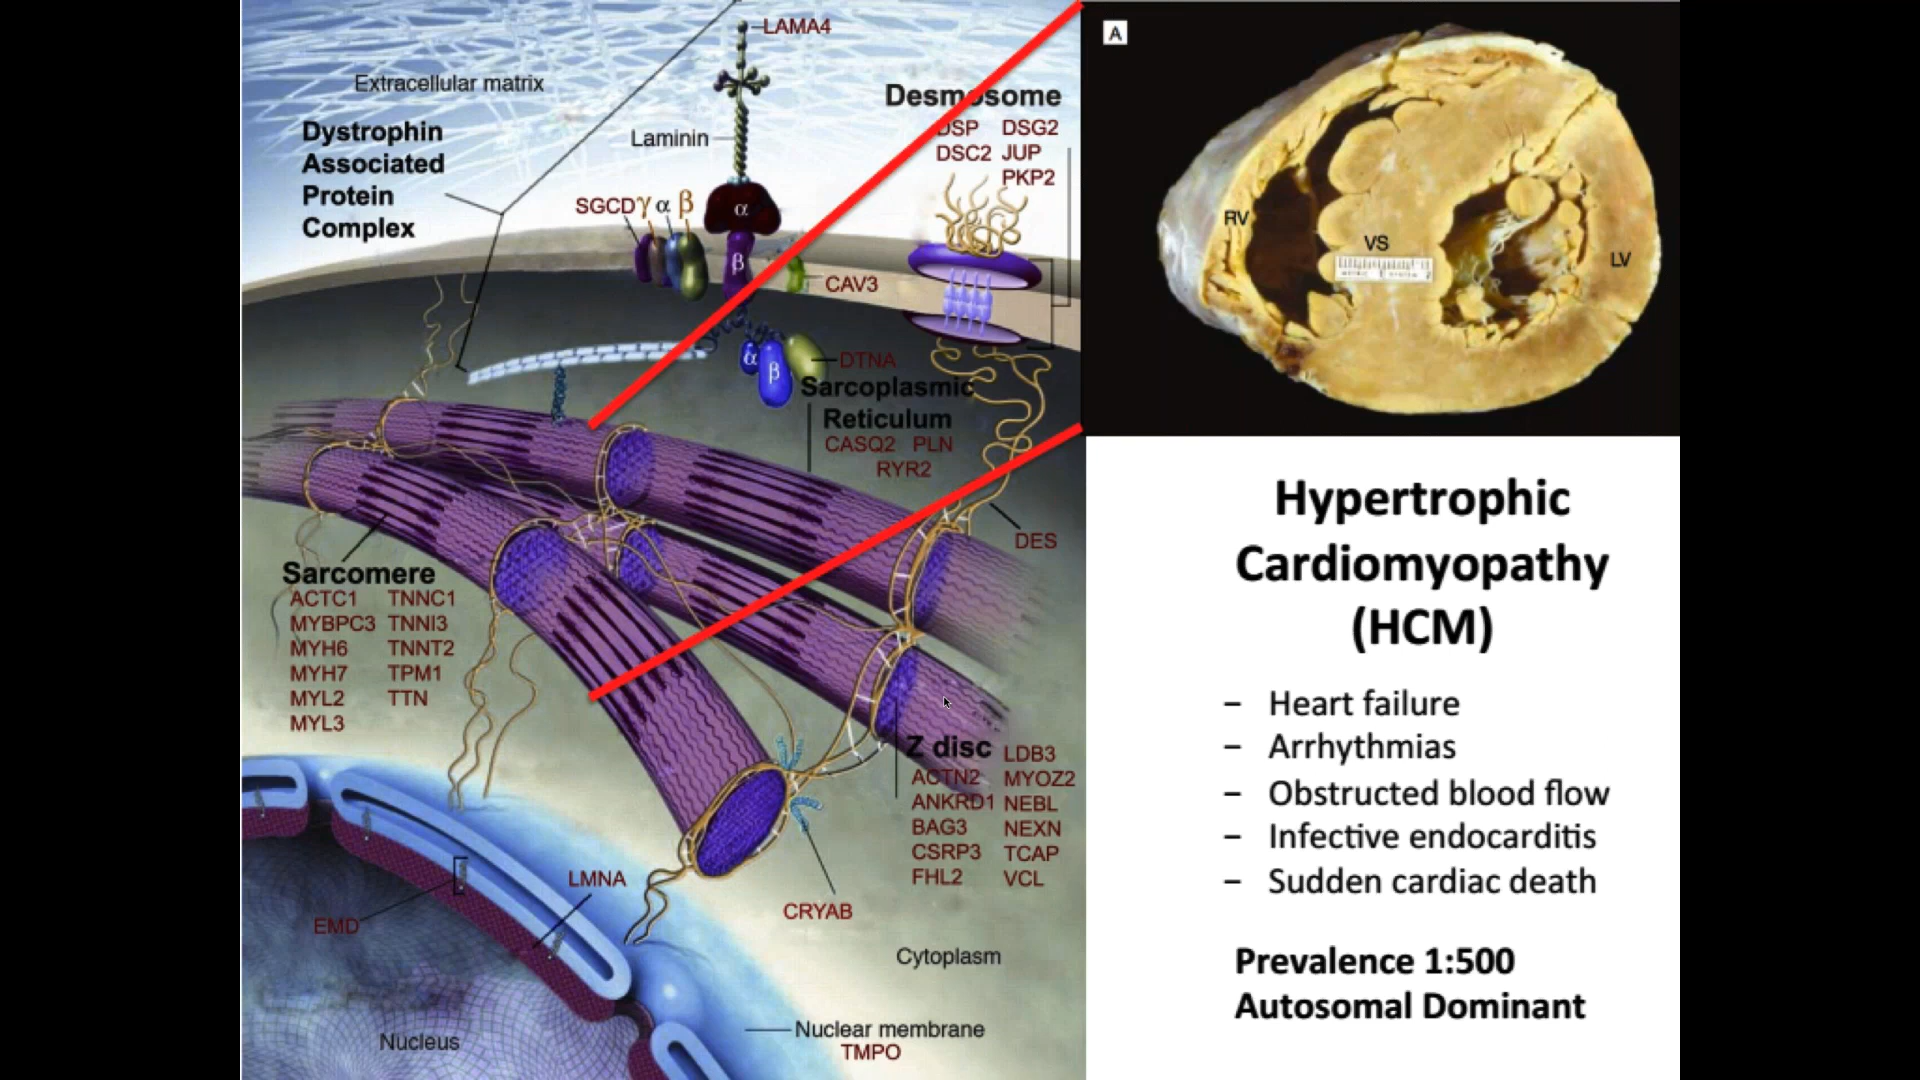 LAMA4
Extracellular matrix
Dystrophin
Associated
Protein
Complex
Laminin
Desmosome
DSP DSG2
DSC2 JUP
PKP2
SGCD γ α β
α
β
CAV3
α
β
DTNA
Sarcoplasmic
Reticulum
CASQ2 PLN
RYR2
DES
Sarcomere
ACTC1 TNNC1
MYBPC3 TNNI3
MYH6 TNNT2
MYH7 TPM1
MYL2 TTN
MYL3
Z disc LDB3
ACTN2 MYOZ2
ANKRD1 NEBL
BAG3 NEXN
CSRP3 TCAP
FHL2 VCL
LMNA
EMD
CRYAB
Cytoplasm
Nuclear membrane
TMPO
Nucleus
A
RV
VS
LV
Hypertrophic
Cardiomyopathy
(HCM)
– Heart failure
– Arrhythmias
– Obstructed blood flow
– Infective endocarditis
– Sudden cardiac death
Prevalence 1:500
Autosomal Dominant